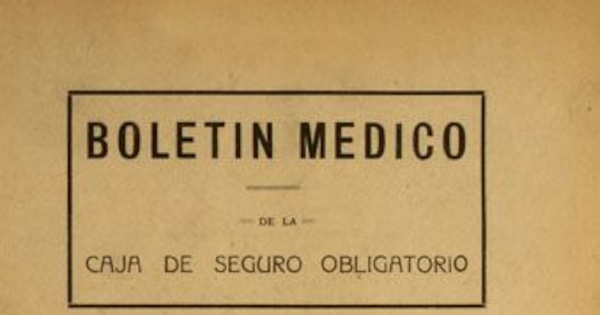 BOLETIN MEDICO
DE LA
CAJA DE SEGURO OBLIGATORIO